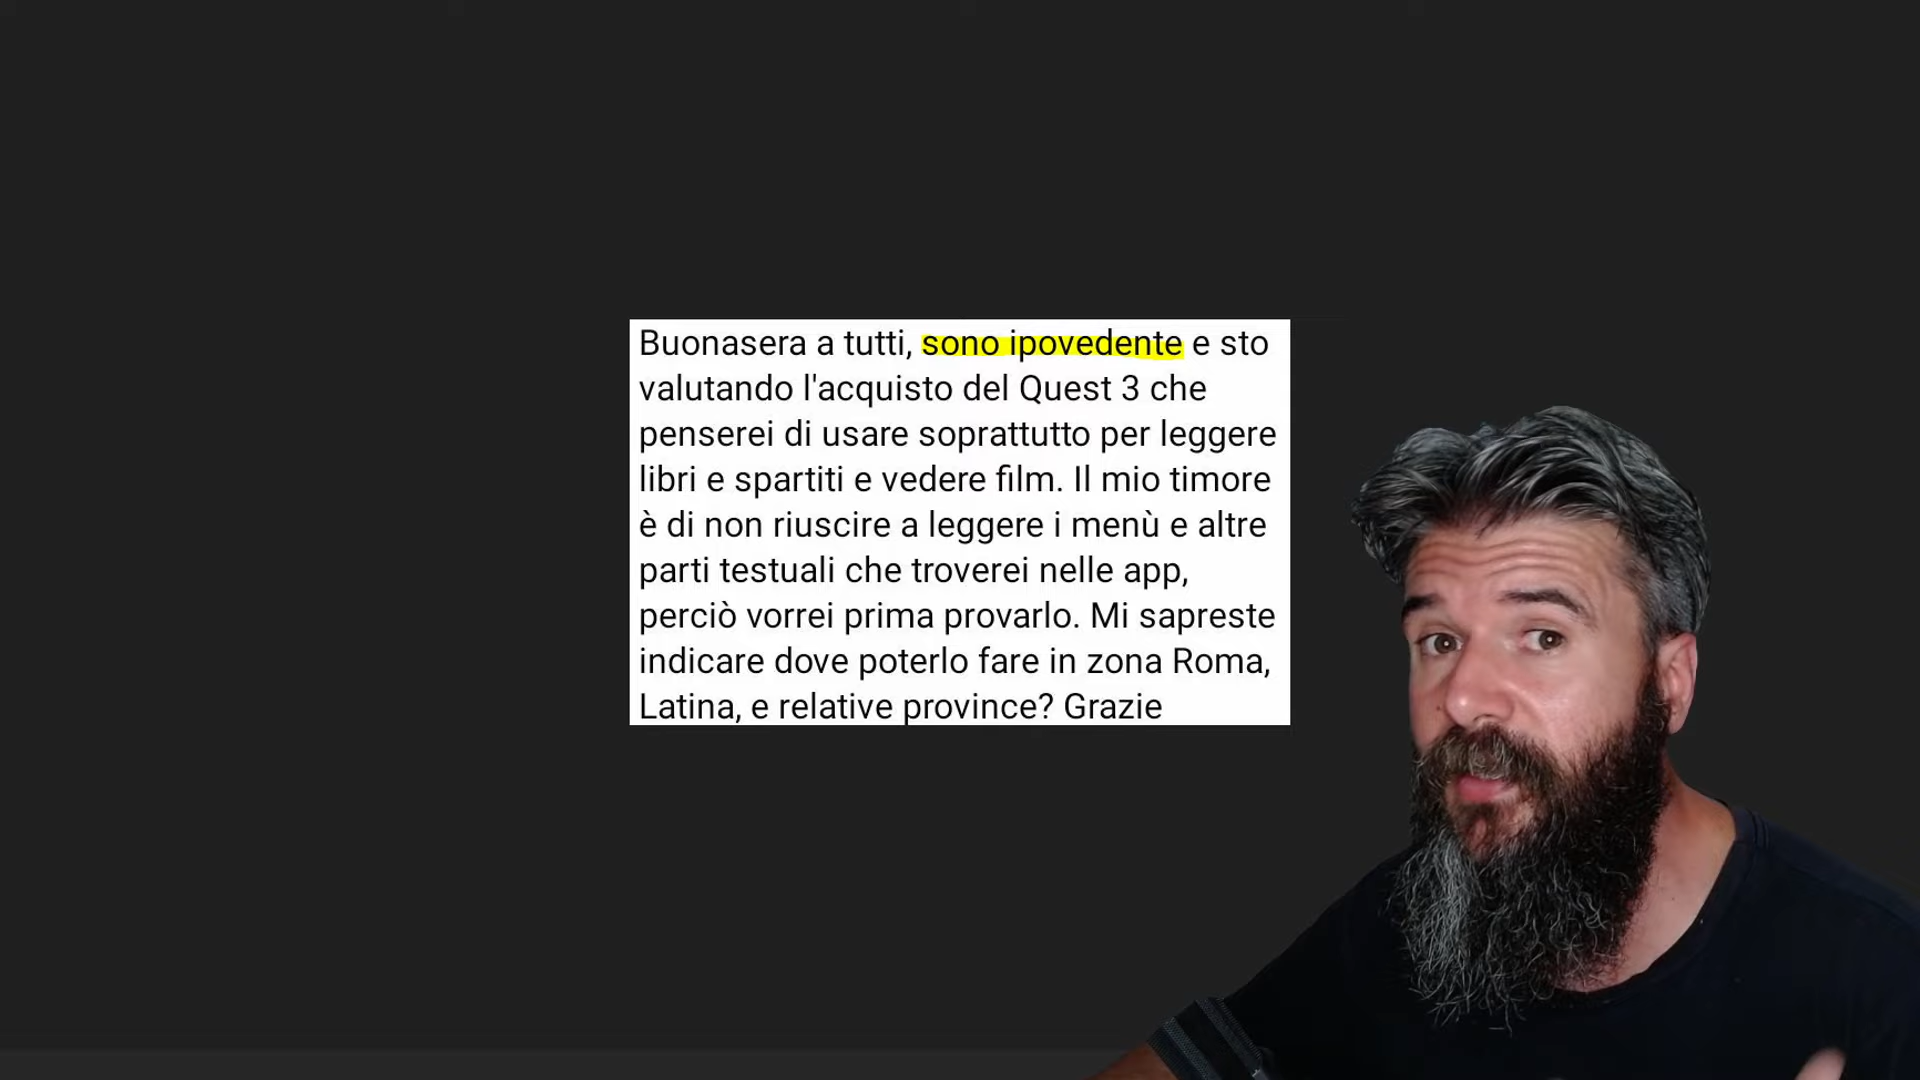 Buonasera a tutti, sono ipovedente e sto
valutando l'acquisto del Quest 3 che
penserei di usare soprattutto per leggere
libri e spartiti e vedere film. Il mio timore
è di non riuscire a leggere i menù e altre
parti testuali che troverei nelle app,
perciò vorrei prima provarlo. Mi sapreste
indicare dove poterlo fare in zona Roma,
Latina, e relative province? Grazie